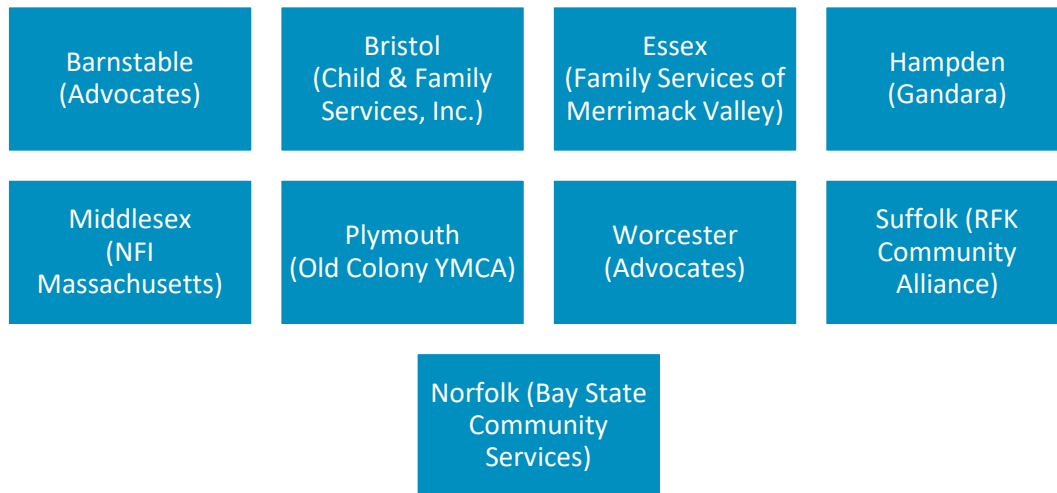 Barnstable
(Advocates)
Bristol
(Child & Family
Services, Inc.)
Essex
(Family Services of
Merrimack Valley)
Hampden
(Gandara)
Middlesex
(NFI
Massachusetts)
Plymouth
(Old Colony YMCA)
Worcester
(Advocates)
Suffolk (RFK
Community
Alliance)
Norfolk (Bay State
Community
Services)